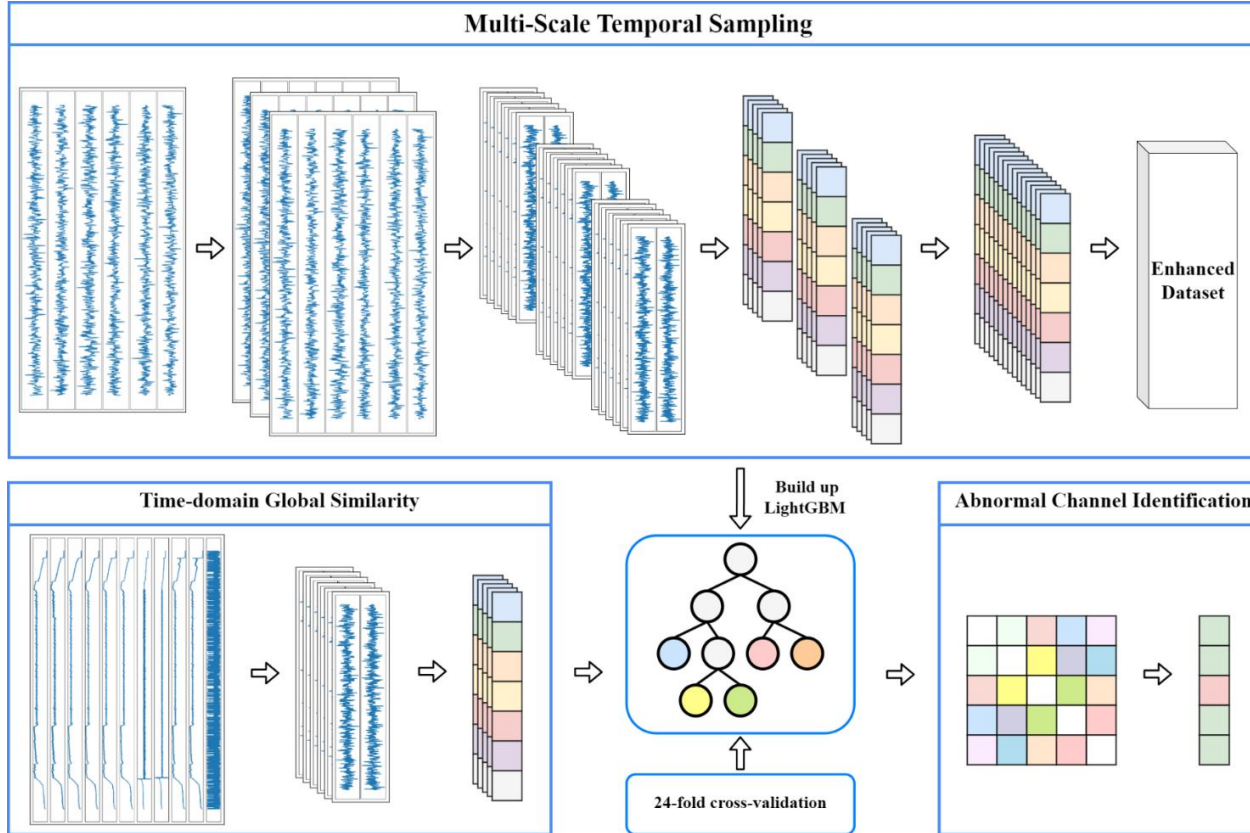 Multi-Scale Temporal Sampling
Enhanced
Dataset
Time-domain Global Similarity
Build up
LightGBM
Abnormal Channel Identification
24-fold cross-validation